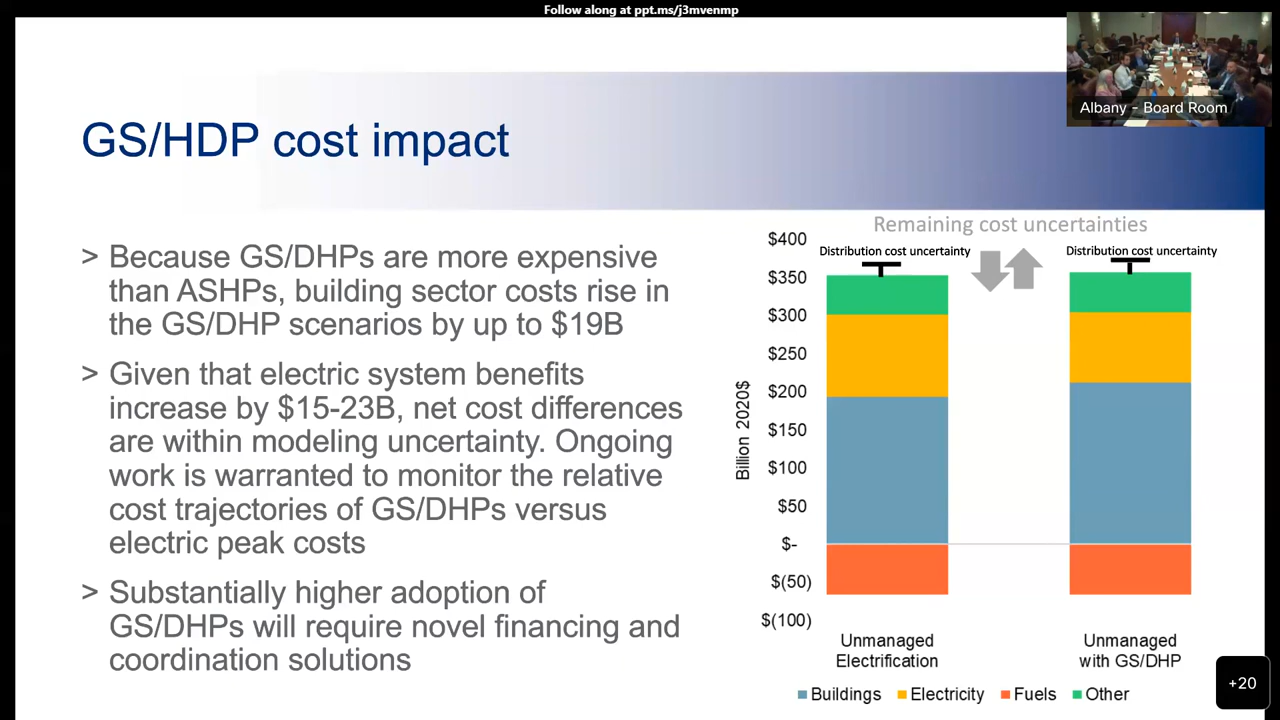 Follow along at ppt.ms/j3mvenmp
Albany - Board Room
GS/HDP cost impact
> Because GS/DHPs are more expensive
than ASHPs, building sector costs rise in
the GS/DHP scenarios by up to $19B
> Given that electric system benefits
increase by $15-23B, net cost differences
are within modeling uncertainty. Ongoing
work is warranted to monitor the relative
cost trajectories of GS/DHPs versus
electric peak costs
> Substantially higher adoption of
GS/DHPs will require novel financing and
coordination solutions
Remaining cost uncertainties
Distribution cost uncertainty
Distribution cost uncertainty
Billion 2020$
$400
$350
$300
$250
$200
$150
$100
$50
$-
$(50)
$(100)
Unmanaged
Electrification
Unmanaged
with GS/DHP
Buildings
Electricity
Fuels
Other
+20